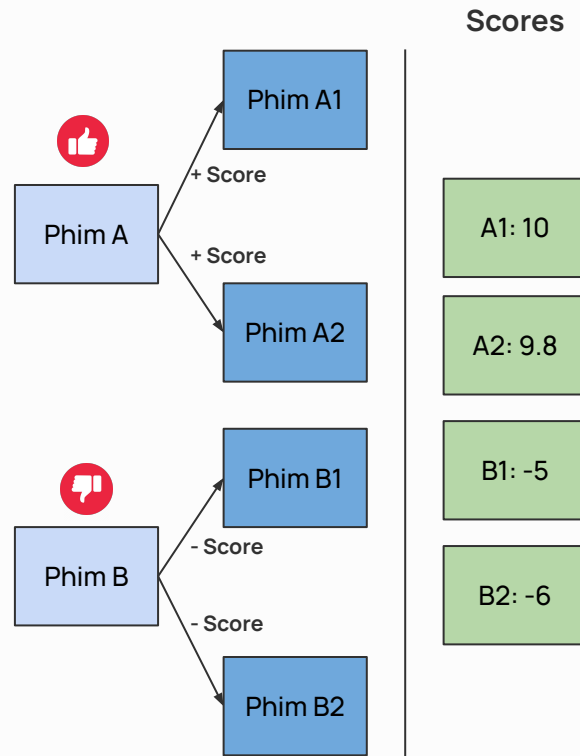 Scores
Phim A1
+ Score
Phim A
A1: 10
+ Score
Phim A2
A2: 9.8
Phim B1
B1: -5
- Score
Phim B
B2: -6
- Score
Phim B2